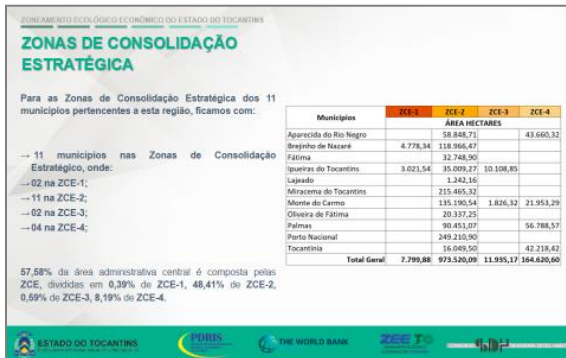 ZONEAMENTO ECOLÓGICO ECONÔMICO DO ESTADO DO TOCANTINS
ZONAS DE CONSOLIDAÇÃO
ESTRATÉGICA
Para as Zonas de Consolidação Estratégica dos 11
municípios pertencentes a esta região, ficamos com:
→ 11 municípios nas Zonas de Consolidação
Estratégico, onde:
→ 02 na ZCE-1;
→ 11 na ZCE-2;
→ 02 na ZCE-3;
→ 04 na ZCE-4;
57,58% da área administrativa central é composta pelas
ZCE, divididas em 0,39% de ZCE-1, 48,41% de ZCE-2,
0,59% de ZCE-3, 8,19% de ZCE-4.
Municípios ZCE-1 ZCE-2 ZCE-3 ZCE-4
ÁREA HECTARES
Aparecida do Rio Negro 58.848,71 43.660,32
Brejinho de Nazaré 4.778,34 118.966,47
Fátima 32.748,90
Ipueiras do Tocantins 3.021,54 35.009,27 10.108,85
Lajeado 1.242,16
Miracema do Tocantins 215.465,32
Monte do Carmo 135.190,54 1.826,32 21.953,29
Oliveira de Fátima 20.337,25
Palmas 90.451,07 56.788,57
Porto Nacional 249.210,90
Tocantínia 16.049,50 42.218,42
Total Geral 7.799,88 973.520,09 11.935,17 164.620,60
ESTADO DO TOCANTINS
PDRIS
THE WORLD BANK
ZEE TO